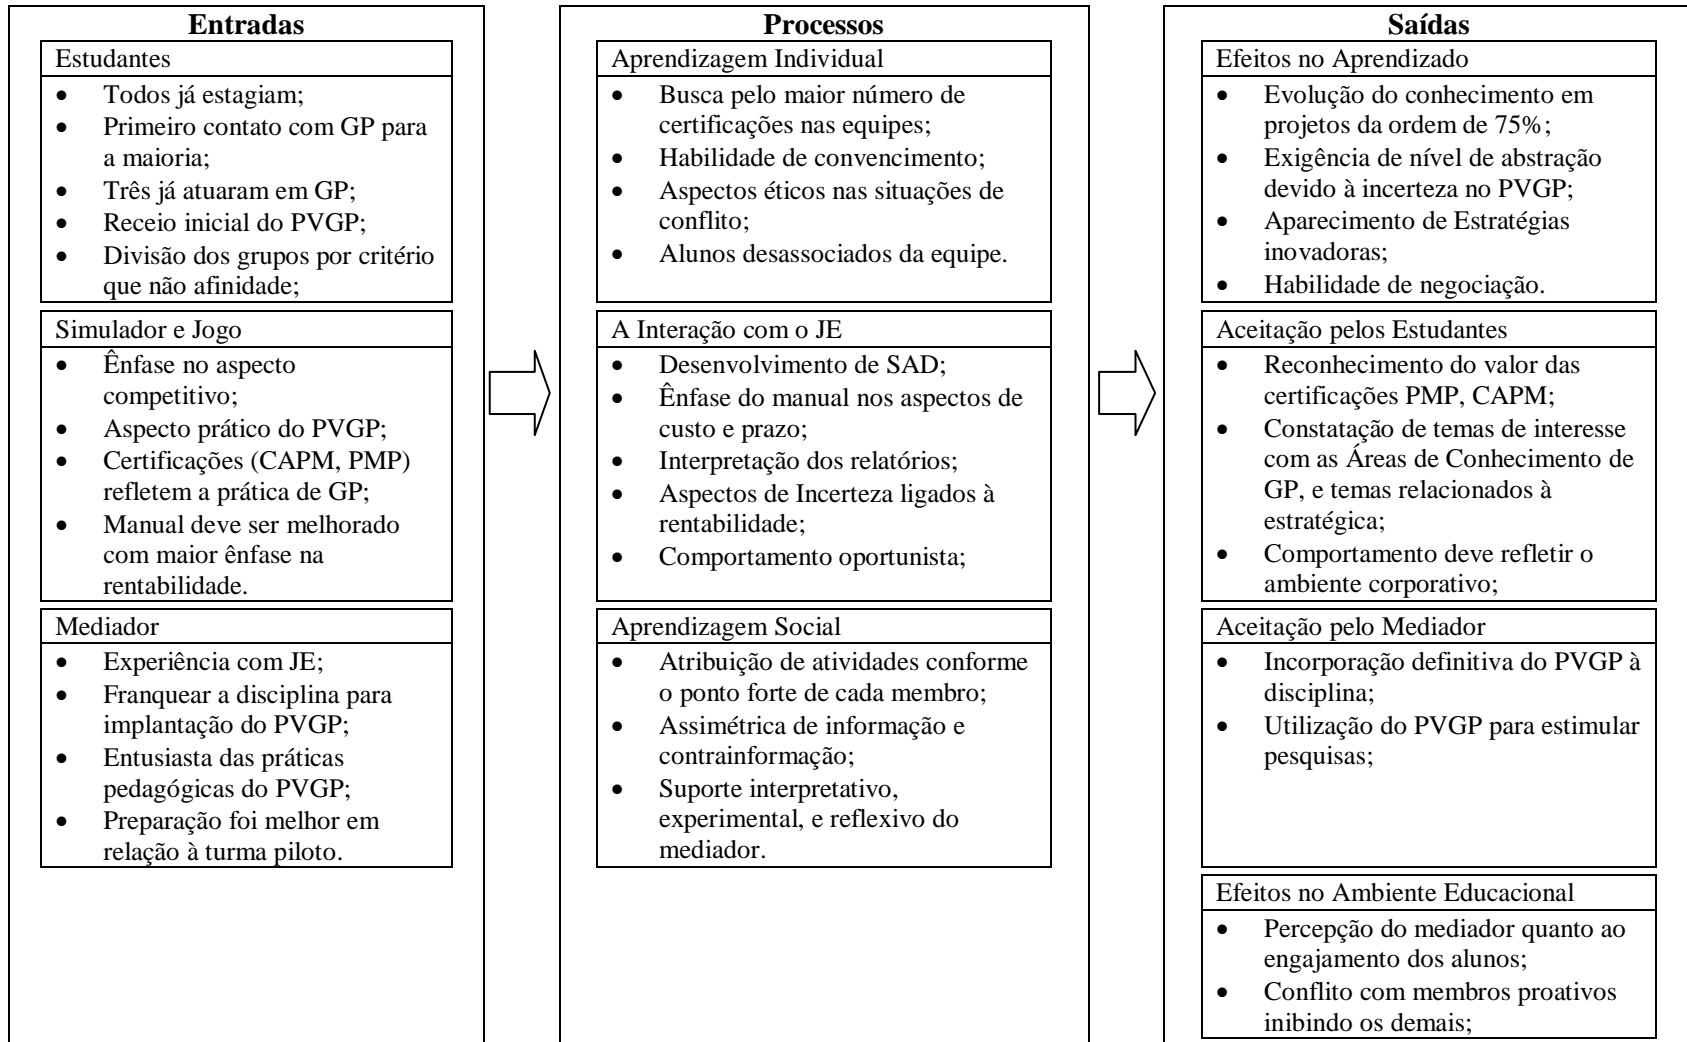 Entradas
Estudantes
• Todos já estagiam;
• Primeiro contato com GP para
a maioria;
• Três já atuaram em GP;
• Receio inicial do PVGP;
• Divisão dos grupos por critério
que não afinidade;
Simulador e Jogo
• Ênfase no aspecto
competitivo;
• Aspecto prático do PVGP;
• Certificações (CAPM, PMP)
refletem a prática de GP;
• Manual deve ser melhorado
com maior ênfase na
rentabilidade.
Mediador
• Experiência com JE;
• Franquear a disciplina para
implantação do PVGP;
• Entusiasta das práticas
pedagógicas do PVGP;
• Preparação foi melhor em
relação à turma piloto.
Processos
Aprendizagem Individual
• Busca pelo maior número de
certificações nas equipes;
• Habilidade de convencimento;
• Aspectos éticos nas situações de
conflito;
• Alunos desassociados da equipe.
A Interação com o JE
• Desenvolvimento de SAD;
• Ênfase do manual nos aspectos de
custo e prazo;
• Interpretação dos relatórios;
• Aspectos de Incerteza ligados à
rentabilidade;
• Comportamento oportunista;
Aprendizagem Social
• Atribuição de atividades conforme
o ponto forte de cada membro;
• Assimétrica de informação e
contrainformação;
• Suporte interpretativo,
experimental, e reflexivo do
mediador.
Saídas
Efeitos no Aprendizado
• Evolução do conhecimento em
projetos da ordem de 75%;
• Exigência de nível de abstração
devido à incerteza no PVGP;
• Aparecimento de Estratégias
inovadoras;
• Habilidade de negociação.
Aceitação pelos Estudantes
• Reconhecimento do valor das
certificações PMP, CAPM;
• Constatação de temas de interesse
com as Áreas de Conhecimento de
GP, e temas relacionados à
estratégica;
• Comportamento deve refletir o
ambiente corporativo;
Aceitação pelo Mediador
• Incorporação definitiva do PVGP à
disciplina;
• Utilização do PVGP para estimular
pesquisas;
Efeitos no Ambiente Educacional
• Percepção do mediador quanto ao
engajamento dos alunos;
• Conflito com membros proativos
inibindo os demais;